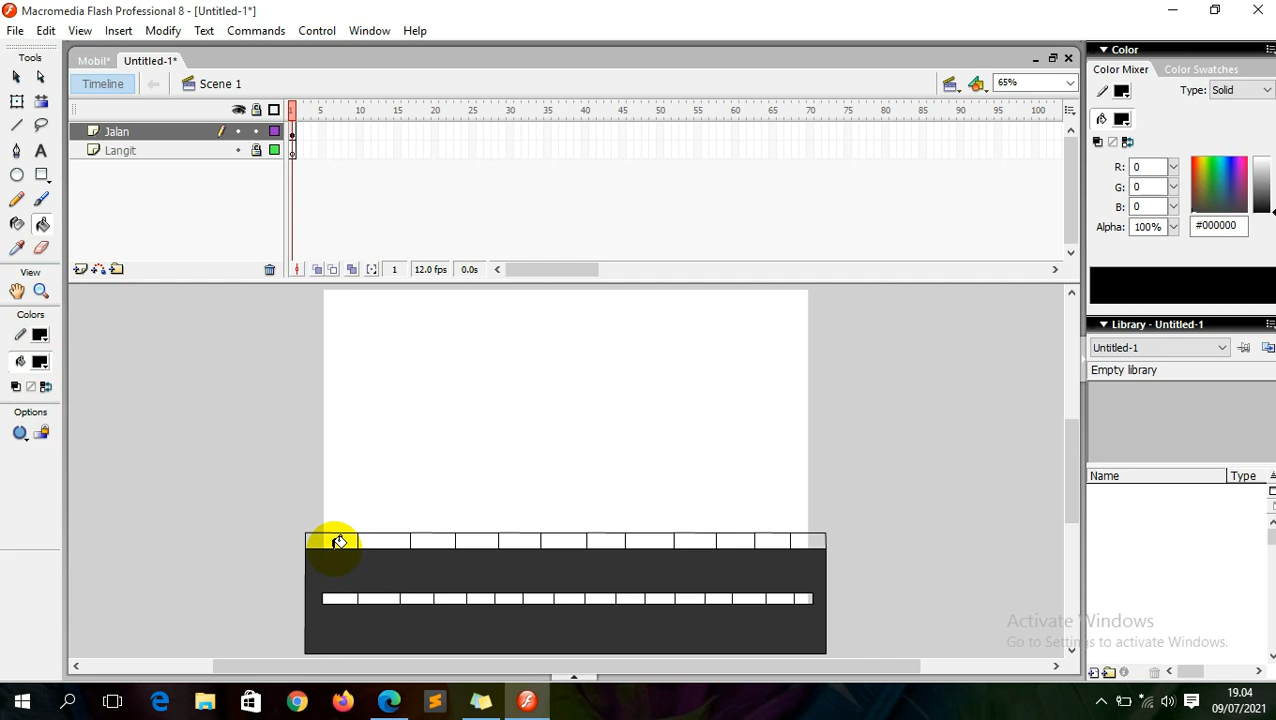 Macromedia Flash Professional 8 - [Untitled-1*]
File Edit View Insert Modify Text Commands Control Window Help
Tools
View
Colors
Options
Mobil* Untitled-1*
Timeline Scene 1 65%
1 5 10 15 20 25 30 35 40 45 50 55 60 65 70 75 80 85 90 95 100
Jalan
Langit
1 12.0 fps 0.0s
Color
Color Mixer Color Swatches
Type: Solid
R: 0
G: 0
B: 0
Alpha: 100% #000000
Library - Untitled-1
Untitled-1
Empty library
Name Type
Activate Windows
Go to Settings to activate Windows.
19.04
09/07/2021